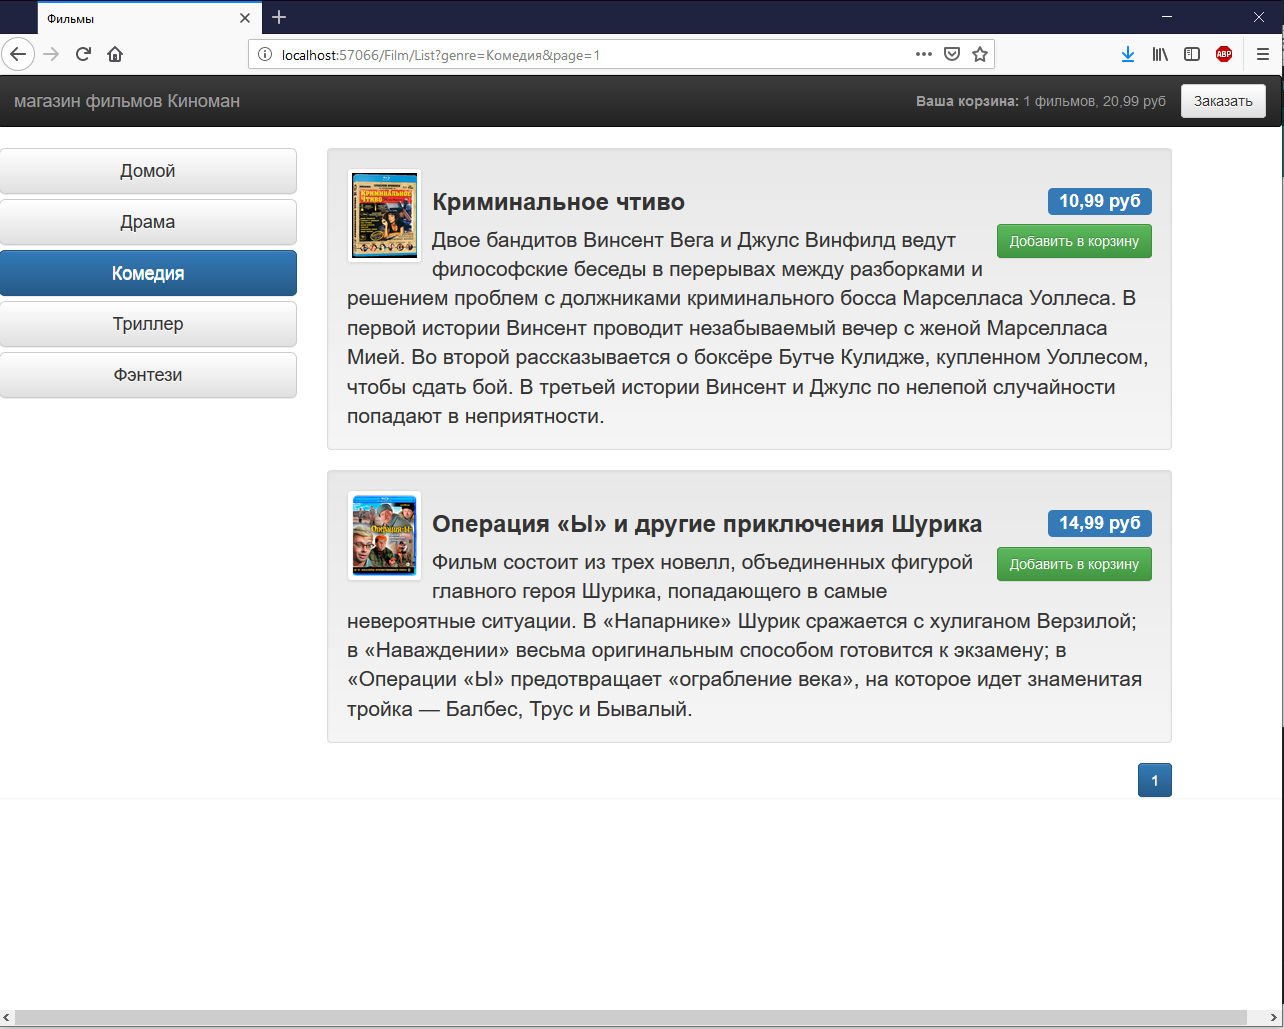 Фильмы
localhost:57066/Film/List?genre=Комедия&page=1
ABP
магазин фильмов Киноман
Ваша корзина: 1 фильмов, 20,99 руб
Заказать
Домой
Драма
Комедия
Триллер
Фэнтези
КРИМИНАЛЬНОЕ
ЧТИВО
Криминальное чтиво
10,99 руб
Добавить в корзину
Двое бандитов Винсент Вега и Джулс Винфилд ведут
философские беседы в перерывах между разборками и
решением проблем с должниками криминального босса Марселласа Уоллеса. В
первой истории Винсент проводит незабываемый вечер с женой Марселласа
Мией. Во второй рассказывается о боксёре Бутче Кулидже, купленном Уоллесом,
чтобы сдать бой. В третьей истории Винсент и Джулс по нелепой случайности
попадают в неприятности.
Операция «Ы» и другие приключения Шурика
14,99 руб
Добавить в корзину
Фильм состоит из трех новелл, объединенных фигурой
главного героя Шурика, попадающего в самые
невероятные ситуации. В «Напарнике» Шурик сражается с хулиганом Верзилой;
в «Наваждении» весьма оригинальным способом готовится к экзамену; в
«Операции «Ы» предотвращает «ограбление века», на которое идет знаменитая
тройка — Балбес, Трус и Бывалый.
1